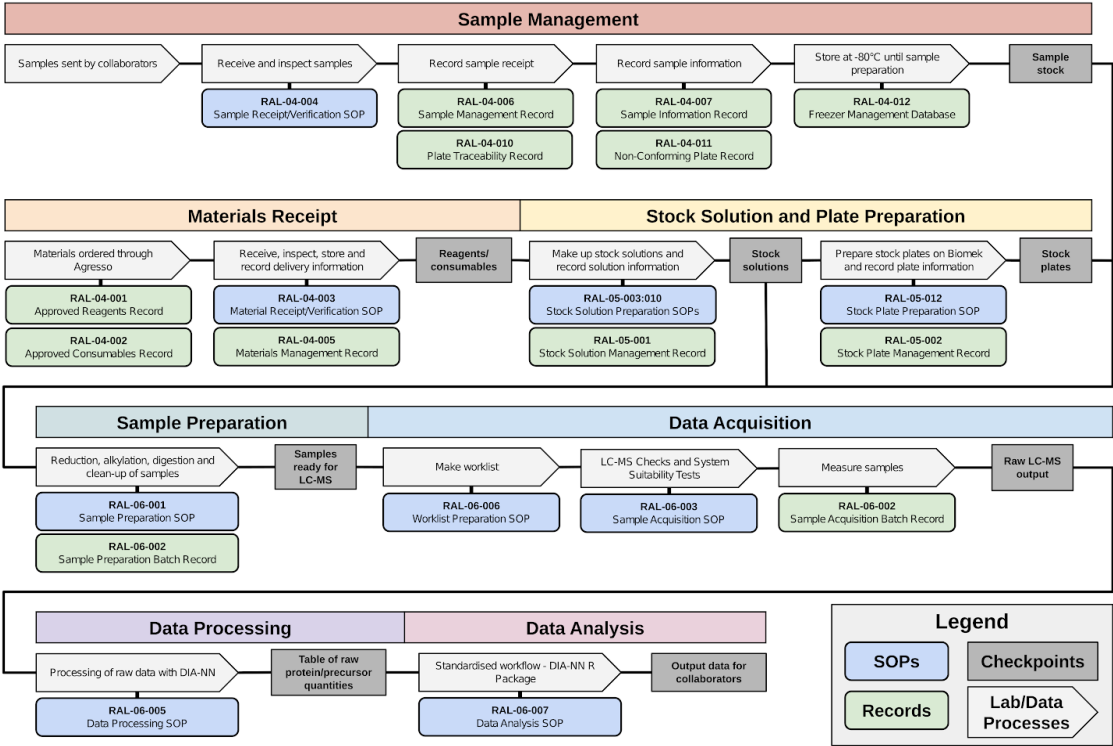 Sample Management
Samples sent by collaborators
Receive and inspect samples
Record sample receipt
Record sample information
Store at -80°C until sample
preparation
Sample
stock
RAL-04-004
Sample Receipt/Verification SOP
RAL-04-006
Sample Management Record
RAL-04-007
Sample Information Record
RAL-04-012
Freezer Management Database
RAL-04-010
Plate Traceability Record
RAL-04-011
Non-Conforming Plate Record
Materials Receipt
Stock Solution and Plate Preparation
Materials ordered through
Agresso
Receive, inspect, store and
record delivery information
Reagents/
consumables
Make up stock solutions and
record solution information
Stock
solutions
Prepare stock plates on Biomek
and record plate information
Stock
plates
RAL-04-001
Approved Reagents Record
RAL-04-003
Material Receipt/Verification SOP
RAL-05-003:010
Stock Solution Preparation SOPs
RAL-05-012
Stock Plate Preparation SOP
RAL-04-002
Approved Consumables Record
RAL-04-005
Materials Management Record
RAL-05-001
Stock Solution Management Record
RAL-05-002
Stock Plate Management Record
Sample Preparation
Data Acquisition
Reduction, alkylation, digestion and
clean-up of samples
Samples
ready for
LC-MS
Make worklist
LC-MS Checks and System
Suitability Tests
Measure samples
Raw LC-MS
output
RAL-06-001
Sample Preparation SOP
RAL-06-006
Worklist Preparation SOP
RAL-06-003
Sample Acquisition SOP
RAL-06-002
Sample Acquisition Batch Record
RAL-06-002
Sample Preparation Batch Record
Data Processing
Data Analysis
Processing of raw data with DIA-NN
Table of raw
protein/precursor
quantities
Standardised workflow - DIA-NN R
Package
Output data for
collaborators
RAL-06-005
Data Processing SOP
RAL-06-007
Data Analysis SOP
Legend
SOPs
Checkpoints
Records
Lab/Data
Processes